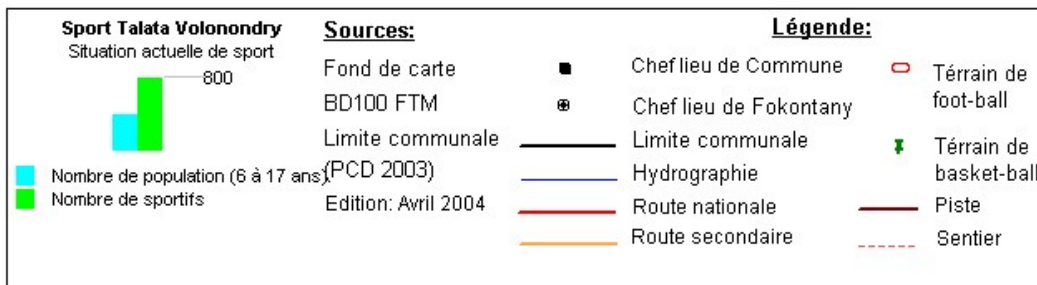 Sport Talata Volonondry
Situation actuelle de sport
800
Nombre de population (6 à 17 ans)
Nombre de sportifs
Sources:
Fond de carte
BD100 FTM
Limite communale
(PCD 2003)
Edition: Avril 2004
Légende:
Chef lieu de Commune
Chef lieu de Fokontany
Limite communale
Hydrographie
Route nationale
Route secondaire
Térrain de
foot-ball
Térrain de
basket-ball
Piste
Sentier